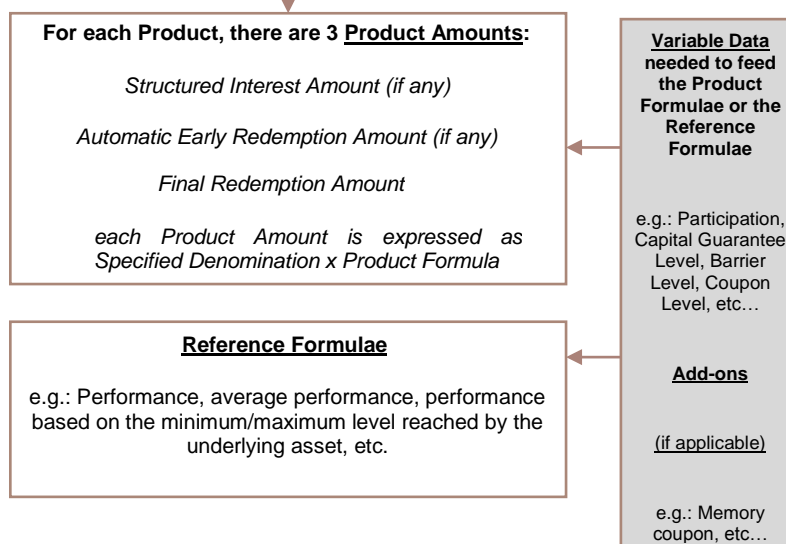 For each Product, there are 3 Product Amounts:
Structured Interest Amount (if any)
Automatic Early Redemption Amount (if any)
Final Redemption Amount
each Product Amount is expressed as
Specified Denomination x Product Formula
Reference Formulae
e.g.: Performance, average performance, performance
based on the minimum/maximum level reached by the
underlying asset, etc.
Variable Data
needed to feed
the Product
Formulae or the
Reference
Formulae
e.g.: Participation,
Capital Guarantee
Level, Barrier
Level, Coupon
Level, etc…
Add-ons
(if applicable)
e.g.: Memory
coupon, etc…